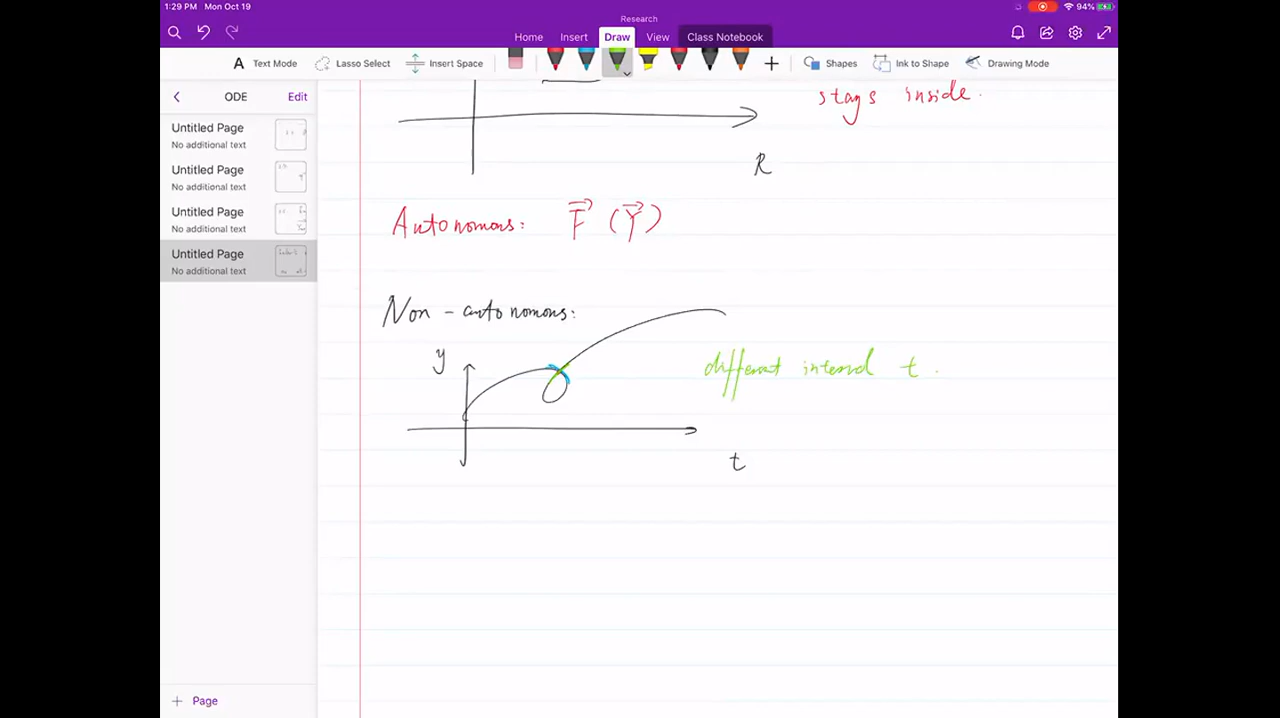 1:29 PM Mon Oct 19
94%
Research
Home Insert Draw View Class Notebook
A Text Mode Lasso Select Insert Space Shapes Ink to Shape Drawing Mode
ODE Edit
Untitled Page
No additional text
Untitled Page
No additional text
Untitled Page
No additional text
Untitled Page
No additional text
+ Page
stays inside.
R
Autonomous: F⃗ (Y⃗)
Non - autonomous:
y
different interval t.
t